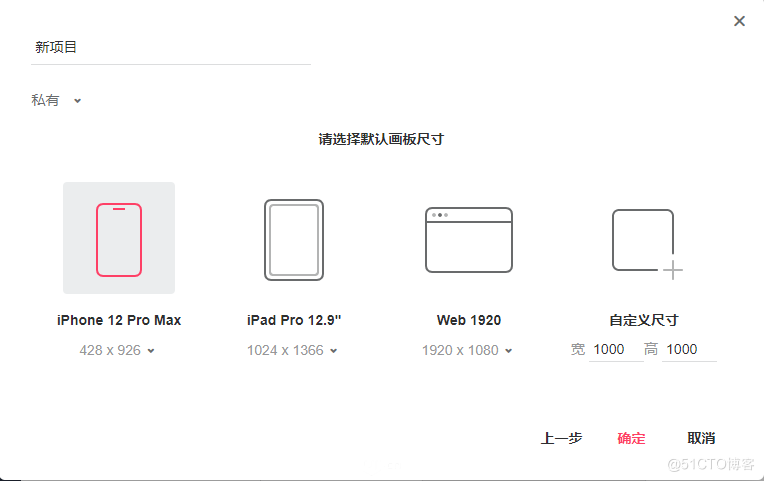 新项目
私有
请选择默认画板尺寸
iPhone 12 Pro Max
iPad Pro 12.9"
Web 1920
自定义尺寸
428 x 926
1024 x 1366
1920 x 1080
宽 1000 高 1000
上一步
确定
取消
@51CTO博客